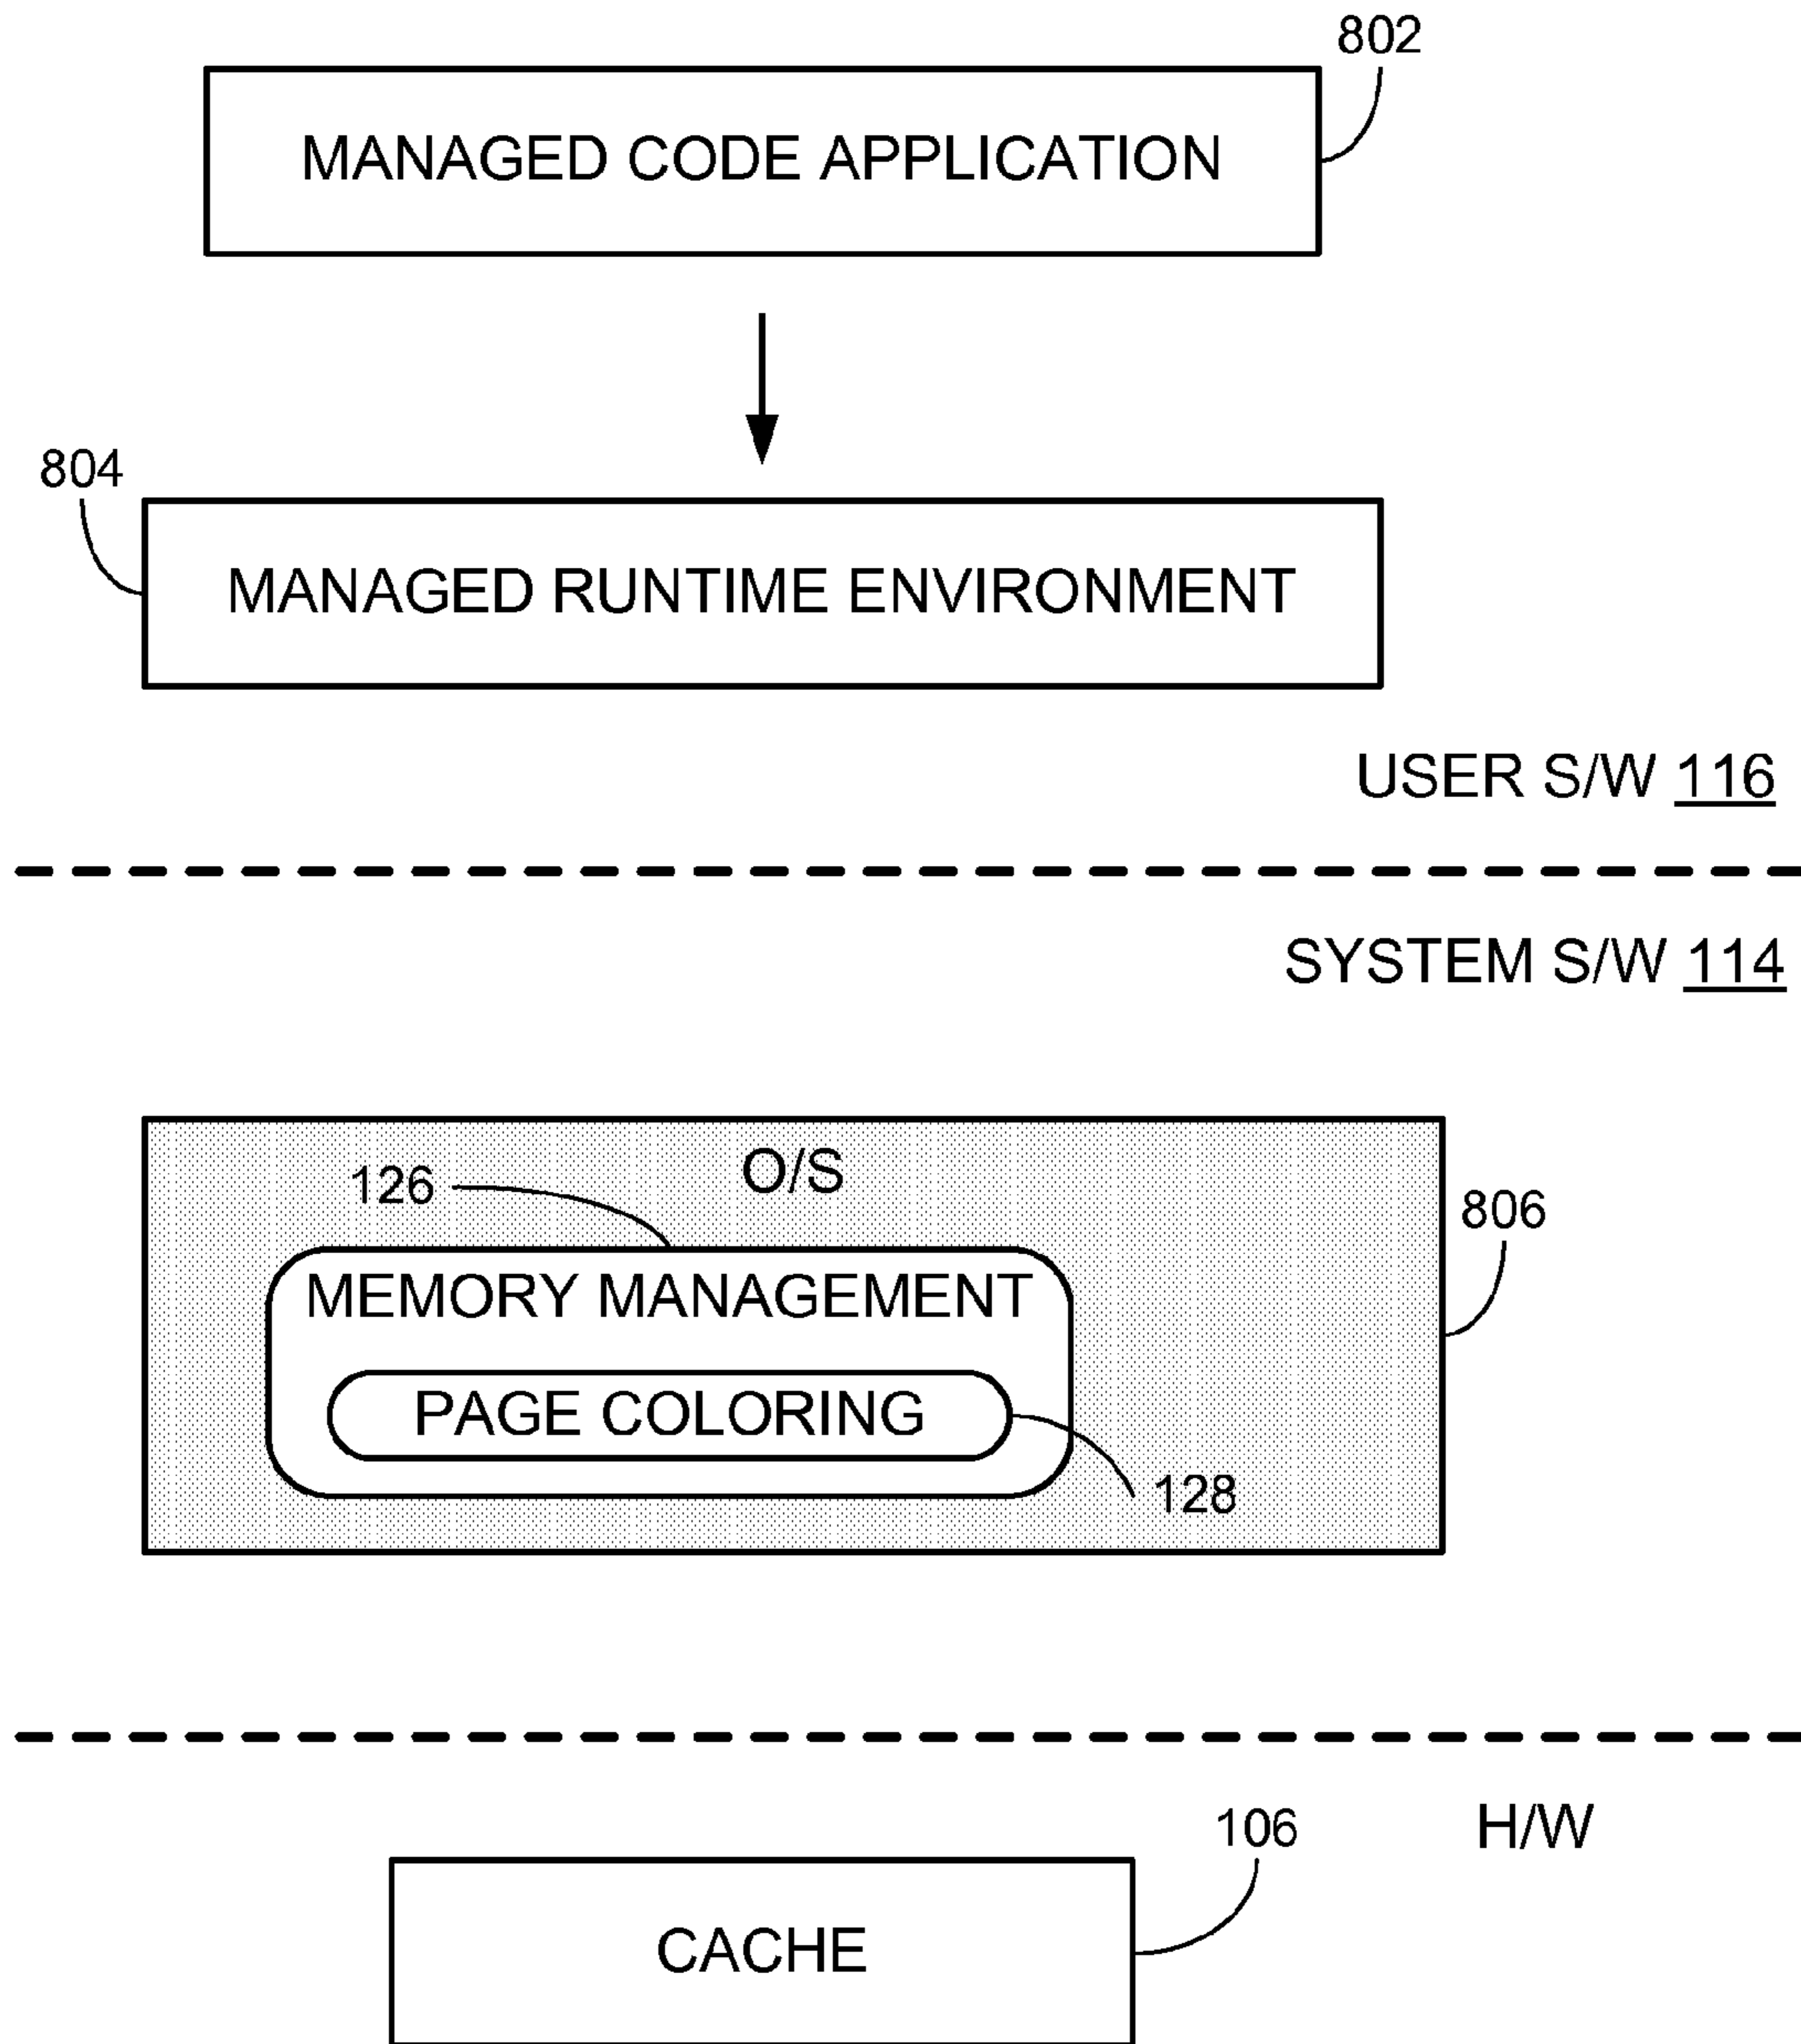 802
MANAGED CODE APPLICATION
804
MANAGED RUNTIME ENVIRONMENT
USER S/W 116
SYSTEM S/W 114
O/S
126
806
MEMORY MANAGEMENT
PAGE COLORING
128
106
H/W
CACHE